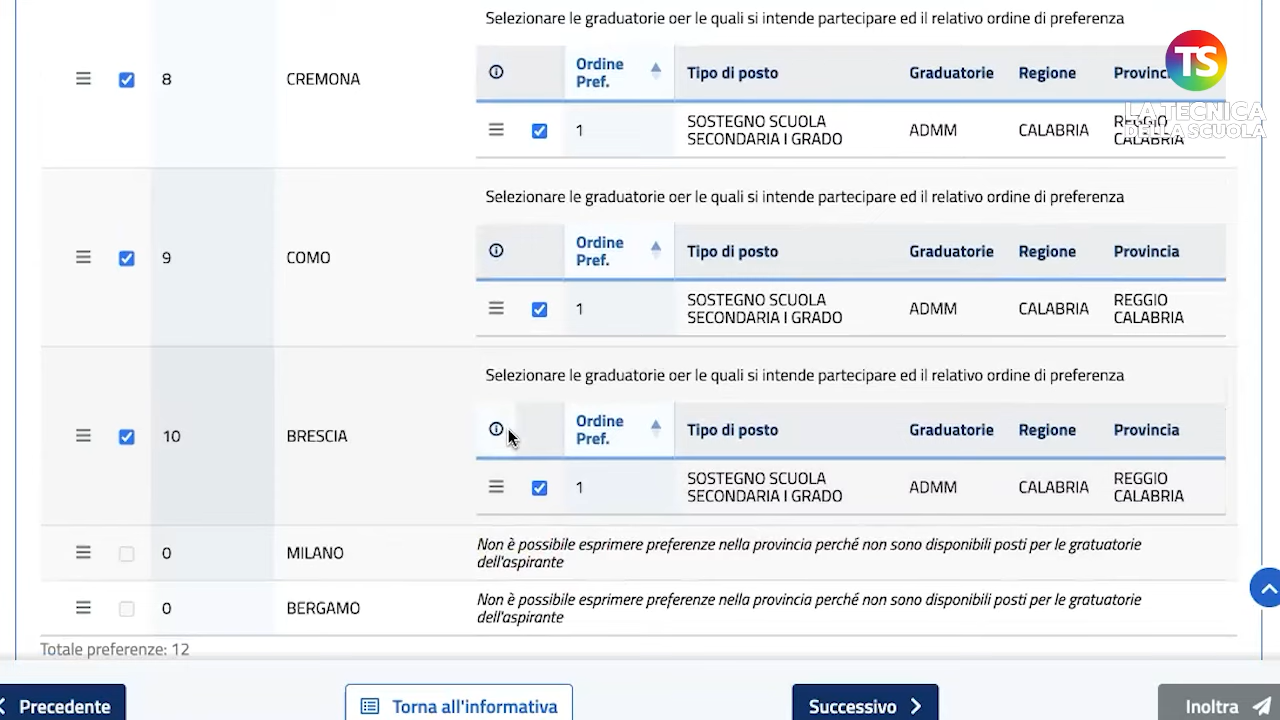 Selezionare le graduatorie oer le quali si intende partecipare ed il relativo ordine di preferenza
8 CREMONA
Ordine Pref. Tipo di posto Graduatorie Regione Provincia
1 SOSTEGNO SCUOLA SECONDARIA I GRADO ADMM CALABRIA REGGIO CALABRIA
TS
LA TECNICA
DELLA SCUOLA
Selezionare le graduatorie oer le quali si intende partecipare ed il relativo ordine di preferenza
9 COMO
Ordine Pref. Tipo di posto Graduatorie Regione Provincia
1 SOSTEGNO SCUOLA SECONDARIA I GRADO ADMM CALABRIA REGGIO CALABRIA
Selezionare le graduatorie oer le quali si intende partecipare ed il relativo ordine di preferenza
10 BRESCIA
Ordine Pref. Tipo di posto Graduatorie Regione Provincia
1 SOSTEGNO SCUOLA SECONDARIA I GRADO ADMM CALABRIA REGGIO CALABRIA
0 MILANO Non è possibile esprimere preferenze nella provincia perché non sono disponibili posti per le gratuatorie
dell'aspirante
0 BERGAMO Non è possibile esprimere preferenze nella provincia perché non sono disponibili posti per le gratuatorie
dell'aspirante
Totale preferenze: 12
Precedente Torna all'informativa Successivo Inoltra